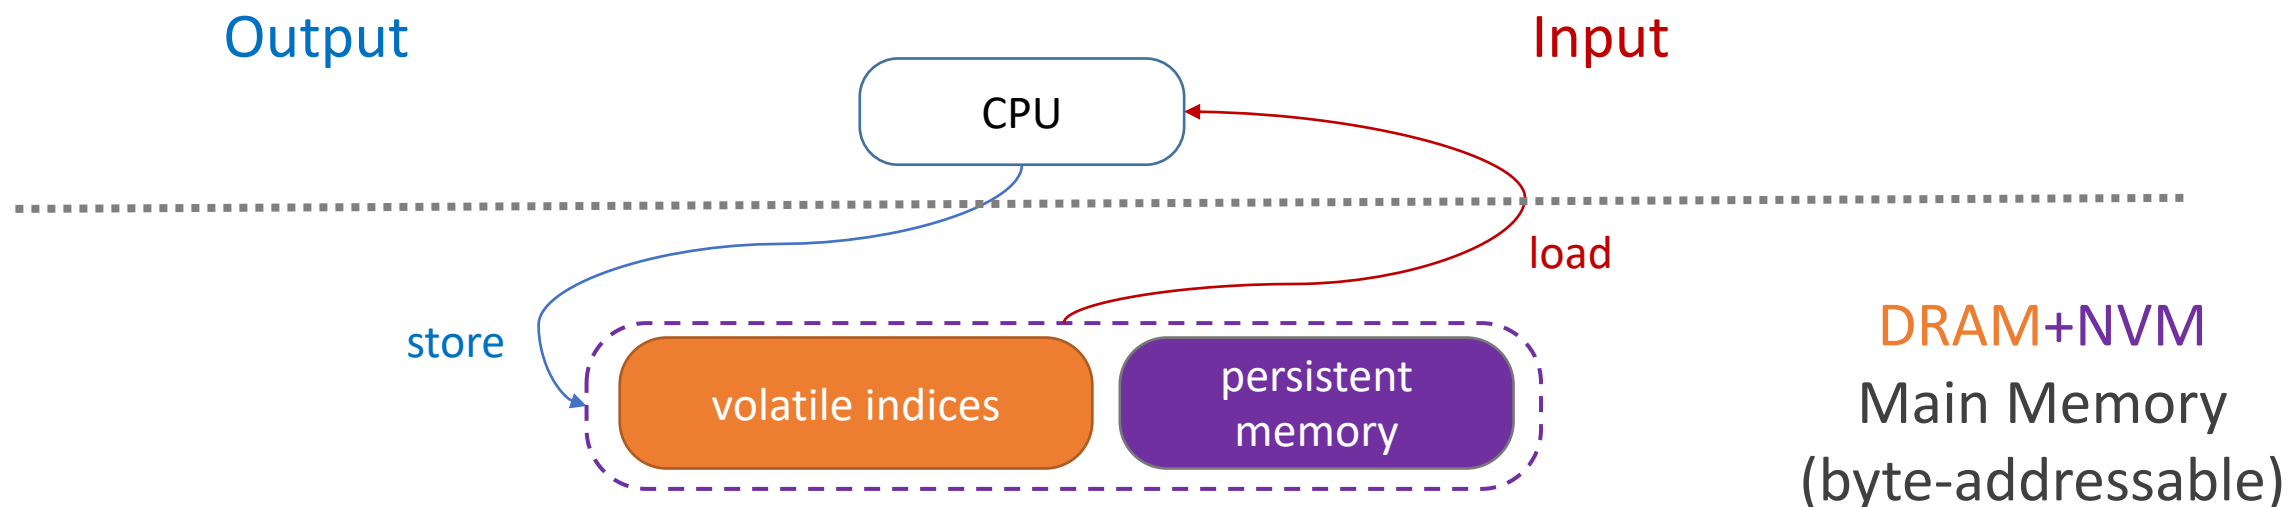 Output
Input
CPU
load
store
volatile indices
persistent
memory
DRAM+NVM
Main Memory
(byte-addressable)